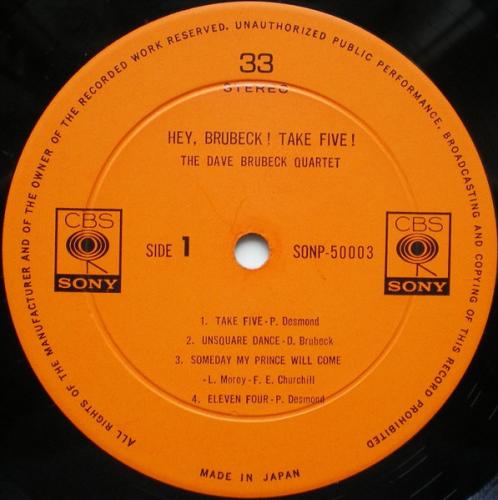 ALL RIGHTS OF THE MANUFACTURER AND OF THE OWNER OF THE RECORDED WORK RESERVED. UNAUTHORIZED PUBLIC PERFORMANCE, BROADCASTING AND COPYING OF THIS RECORD PROHIBITED
33
STEREO
HEY, BRUBECK! TAKE FIVE!
THE DAVE BRUBECK QUARTET
CBS
SONY
SIDE 1
SONP-50003
CBS
SONY
1. TAKE FIVE-P. Desmond
2. UNSQUARE DANCE-D. Brubeck
3. SOMEDAY MY PRINCE WILL COME
-L. Morey-F. E. Churchill
4. ELEVEN FOUR-P. Desmond
MADE IN JAPAN